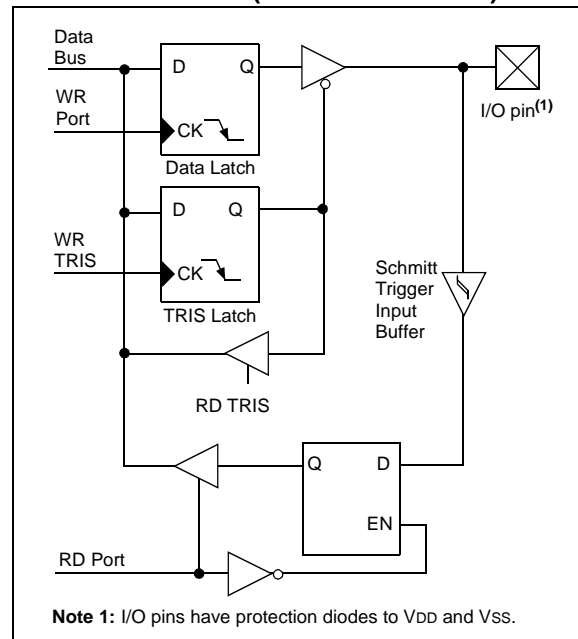 Data
Bus
D
Q
WR
Port
CK
Data Latch
I/O pin(1)
D
Q
WR
TRIS
CK
TRIS Latch
Schmitt
Trigger
Input
Buffer
RD TRIS
Q
D
EN
RD Port
Note 1: I/O pins have protection diodes to VDD and VSS.